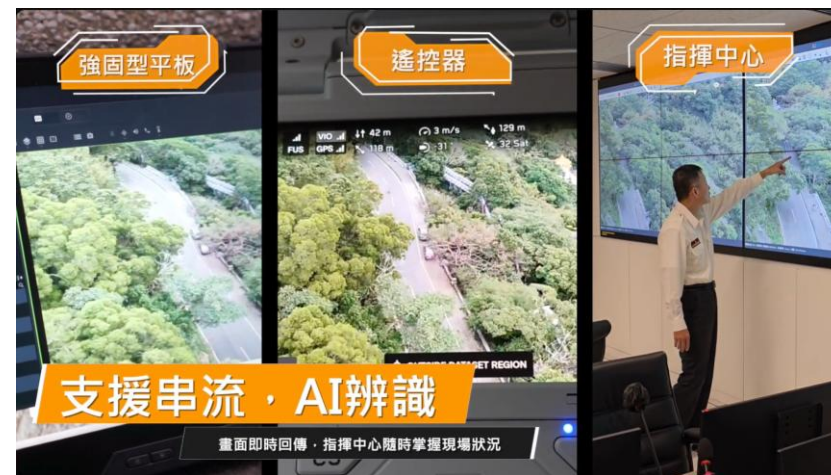 強固型平板
遙控器
指揮中心
VIO
42 m
3 m/s
129 m
FUS
GPS
118 m
31
32 Sat
支援串流，AI辨識
畫面即時回傳，指揮中心隨時掌握現場狀況